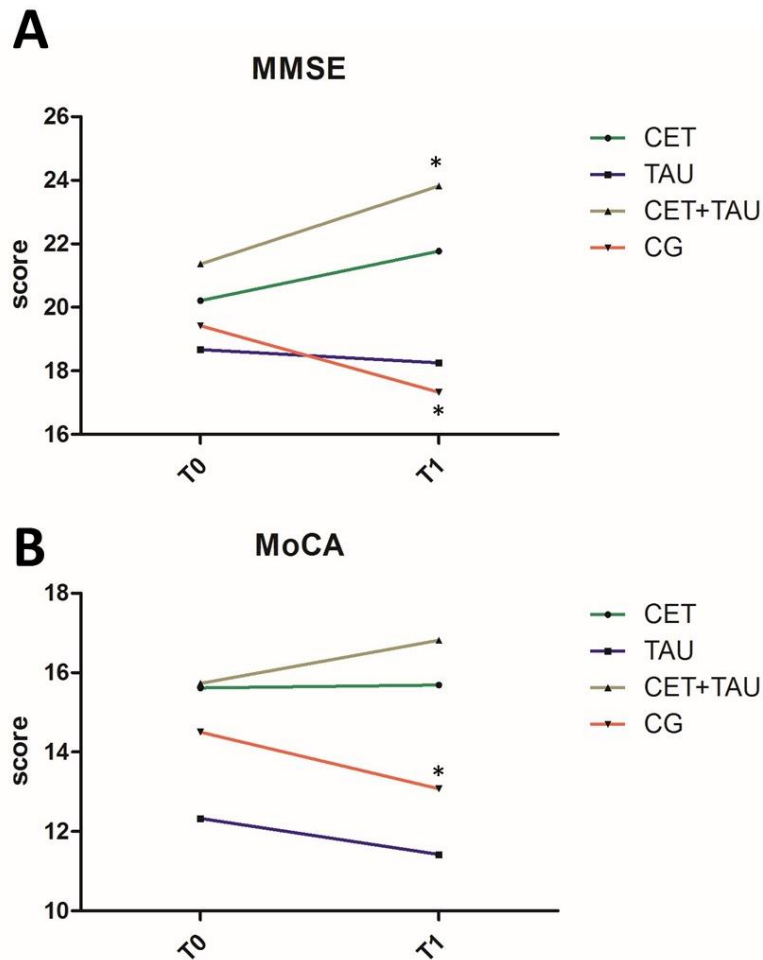 A
MMSE
26
24
22
20
18
16
score
T0
T1
*
*
CET
TAU
CET+TAU
CG
B
MoCA
18
16
14
12
10
score
T0
T1
*
CET
TAU
CET+TAU
CG